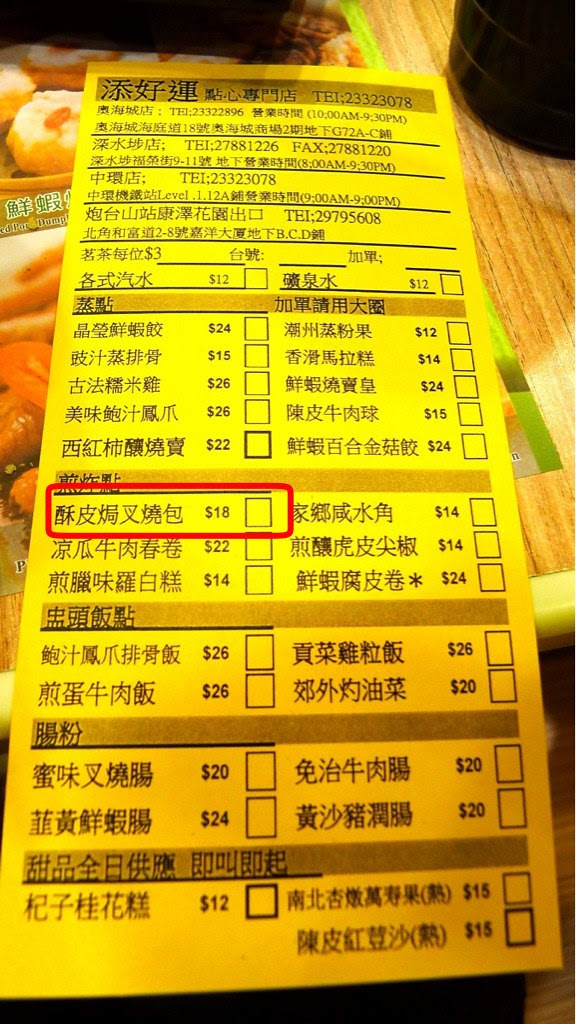 添好運 點心專門店 TEI;23323078
奧海城店; TEI;23322896 營業時間 (10;00AM-9;30PM)
奧海城海庭道18號奧海城商場2期地下G72A-C鋪
深水埗店; TEI;27881226 FAX;27881220
深水埗福榮街9-11號 地下營業時間(8;00AM-9;30PM)
中環店; TEI;23323078
中環機鐵站Level .1.12A鋪營業時間(9;00AM-9;00PM)
炮台山站康澤花園出口 TEI;29795608
北角和富道2-8號嘉洋大厦地下B.C.D鋪
茗茶每位$3 台號; 加單;
各式汽水 $12 礦泉水 $12
蒸點 加單請用大圈
晶瑩鮮蝦餃 $24 潮州蒸粉果 $12
豉汁蒸排骨 $15 香滑馬拉糕 $14
古法糯米雞 $26 鮮蝦燒賣皇 $24
美味鮑汁鳳爪 $26 陳皮牛肉球 $15
西紅柿釀燒賣 $22 鮮蝦百合金菇餃 $24
煎炸點
酥皮焗叉燒包 $18 家鄉咸水角 $14
凉瓜牛肉春卷 $22 煎釀虎皮尖椒 $14
煎臘味羅白糕 $14 鮮蝦腐皮卷* $24
盅頭飯點
鮑汁鳳爪排骨飯 $26 貢菜雞粒飯 $26
煎蛋牛肉飯 $26 郊外灼油菜 $20
腸粉
蜜味叉燒腸 $20 免治牛肉腸 $20
韮黃鮮蝦腸 $24 黃沙豬潤腸 $20
甜品全日供應 即叫即起
杞子桂花糕 $12 南北杏燉萬寿果(熱) $15
陳皮紅荳沙(熱) $15
鮮蝦